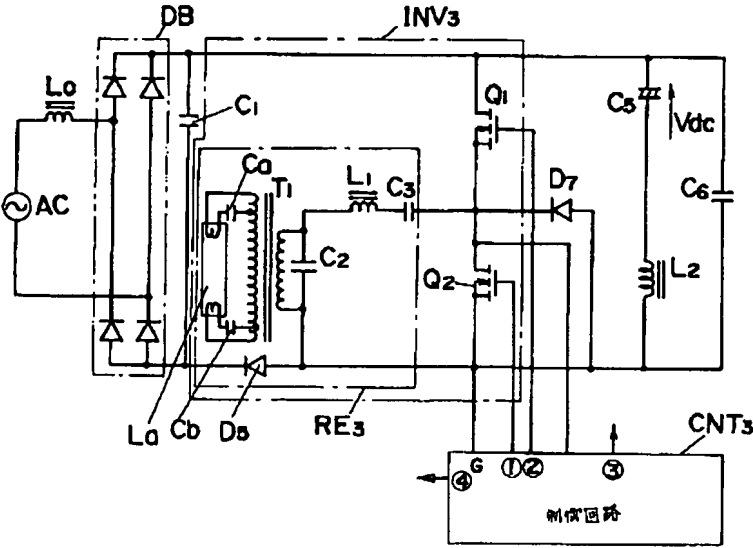 DB
INV3
Lo
C1
Q1
C5
Vdc
AC
Ca
T1
L1
C3
D7
C6
C2
Q2
L2
La
Cb
D5
RE3
CNT3
G
①
②
③
④
制御回路